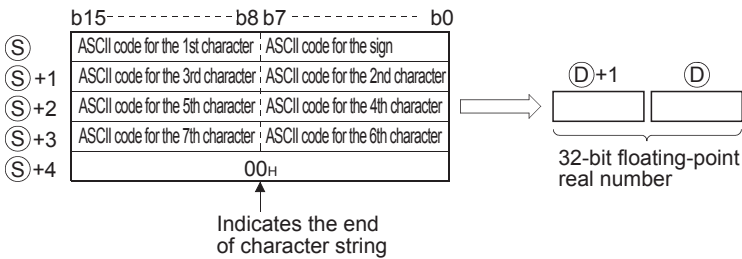 b15 b8 b7 b0
S ASCII code for the 1st character ASCII code for the sign
S +1 ASCII code for the 3rd character ASCII code for the 2nd character
S +2 ASCII code for the 5th character ASCII code for the 4th character
S +3 ASCII code for the 7th character ASCII code for the 6th character
S +4 00H
D +1 D
32-bit floating-point
real number
Indicates the end
of character string